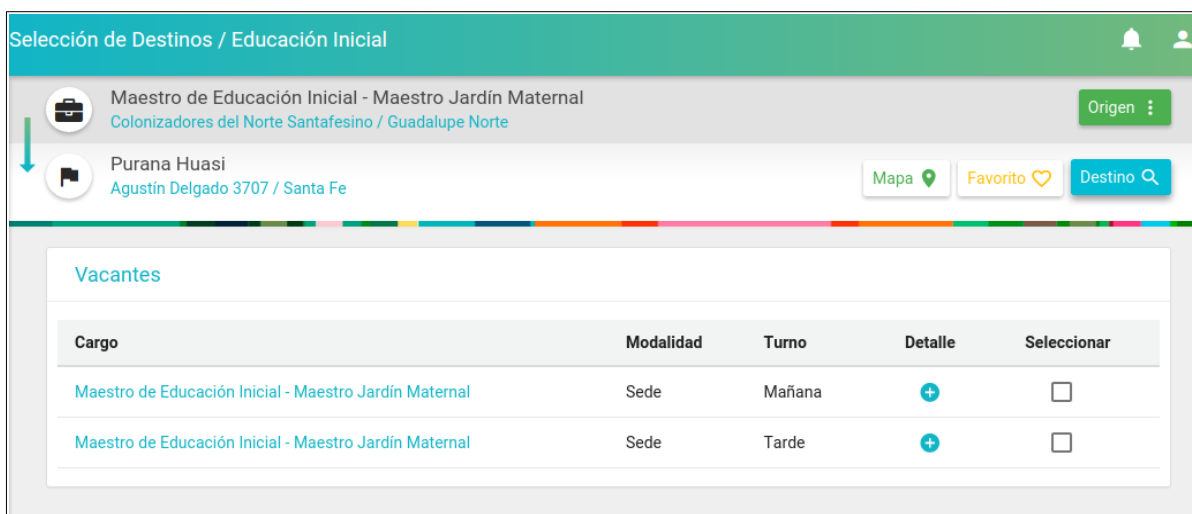 Selección de Destinos / Educación Inicial
Maestro de Educación Inicial - Maestro Jardín Maternal
Colonizadores del Norte Santafesino / Guadalupe Norte
Origen
Purana Huasi
Agustín Delgado 3707 / Santa Fe
Mapa Favorito Destino
Vacantes
Cargo Modalidad Turno Detalle Seleccionar
Maestro de Educación Inicial - Maestro Jardín Maternal Sede Mañana
Maestro de Educación Inicial - Maestro Jardín Maternal Sede Tarde